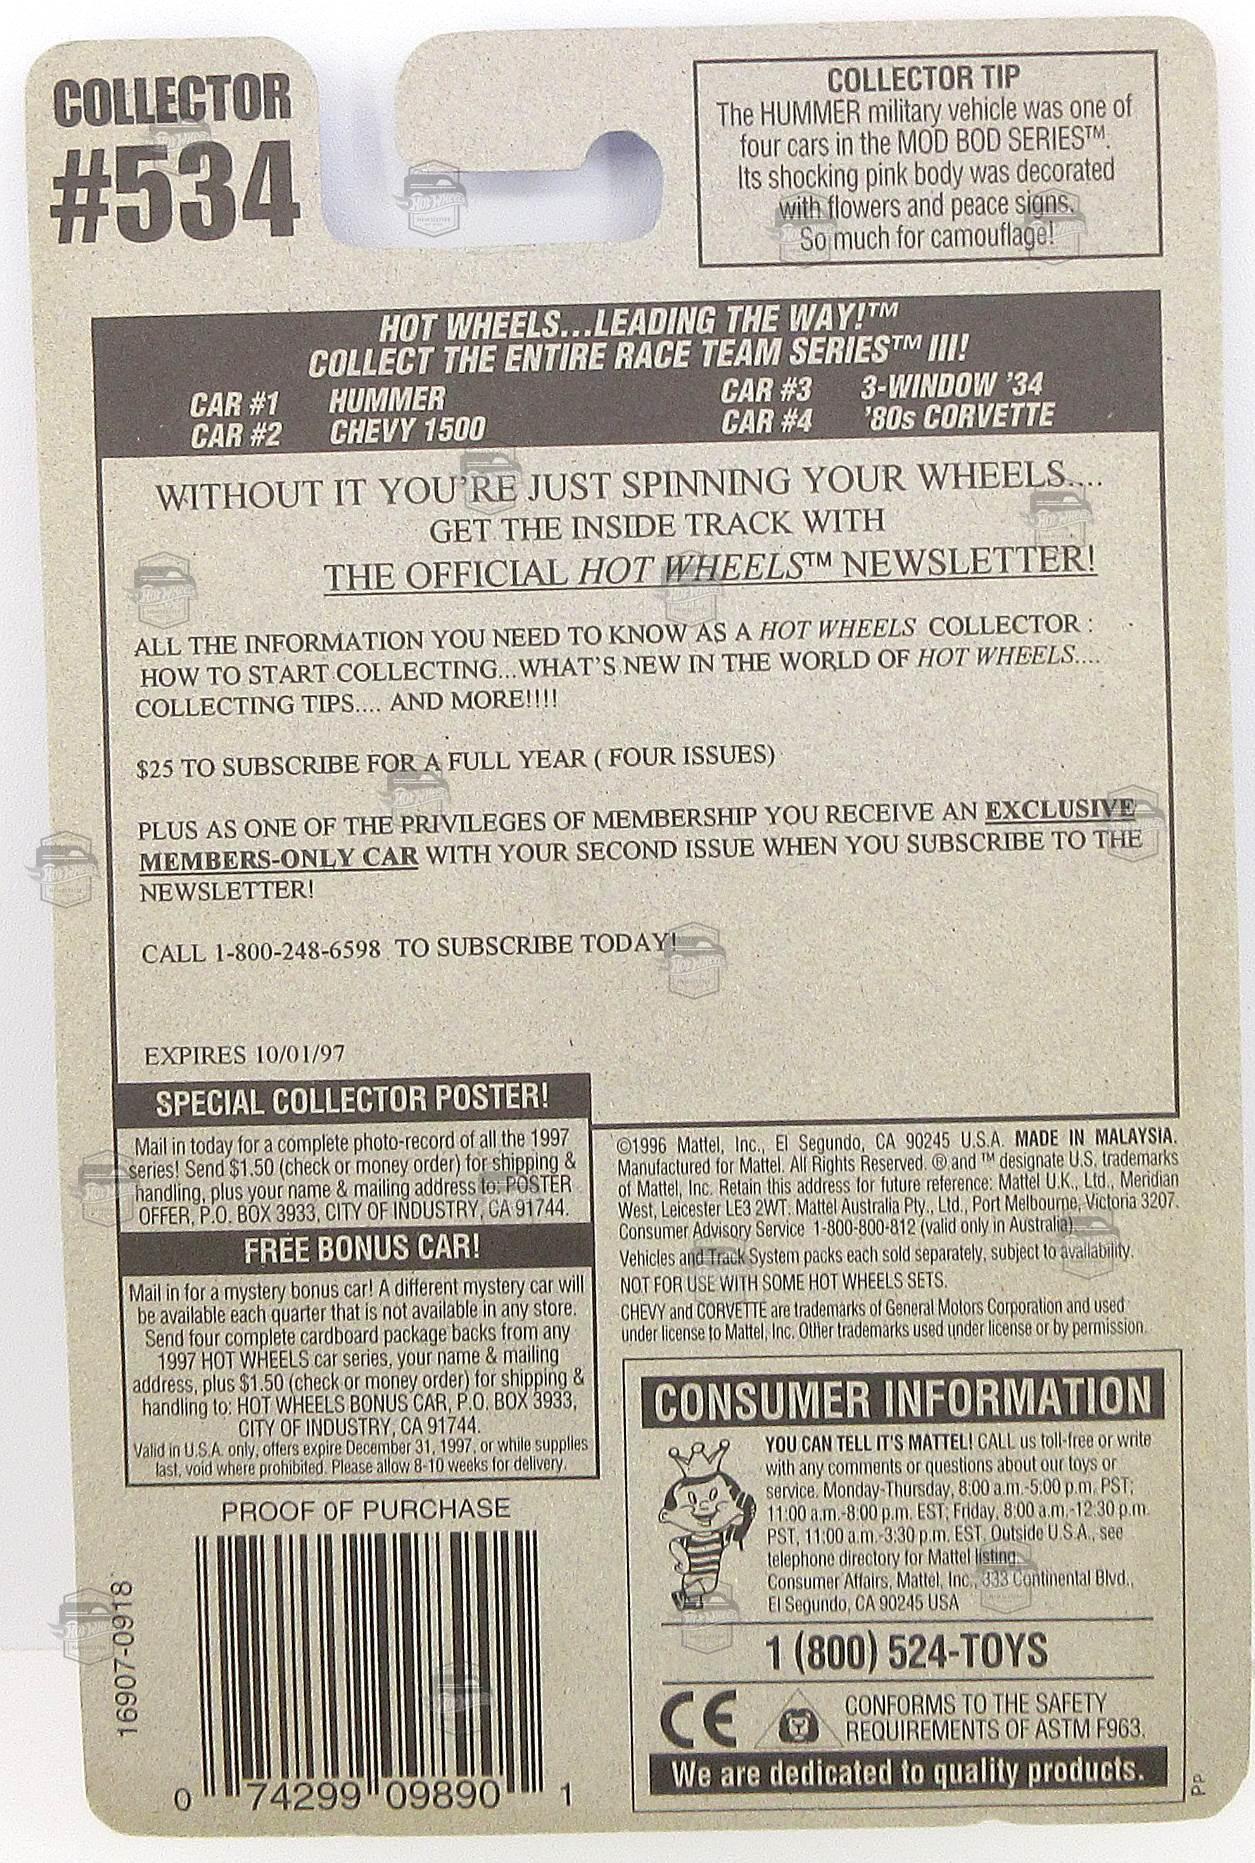 COLLECTOR
#534
COLLECTOR TIP
The HUMMER military vehicle was one of
four cars in the MOD BOD SERIES™.
Its shocking pink body was decorated
with flowers and peace signs.
So much for camouflage!
HOT WHEELS...LEADING THE WAY!™
COLLECT THE ENTIRE RACE TEAM SERIES™ III!
CAR #1 HUMMER CAR #3 3-WINDOW '34
CAR #2 CHEVY 1500 CAR #4 '80s CORVETTE
WITHOUT IT YOU'RE JUST SPINNING YOUR WHEELS....
GET THE INSIDE TRACK WITH
THE OFFICIAL HOT WHEELS™ NEWSLETTER!
ALL THE INFORMATION YOU NEED TO KNOW AS A HOT WHEELS COLLECTOR :
HOW TO START COLLECTING...WHAT'S NEW IN THE WORLD OF HOT WHEELS....
COLLECTING TIPS.... AND MORE!!!!
$25 TO SUBSCRIBE FOR A FULL YEAR ( FOUR ISSUES)
PLUS AS ONE OF THE PRIVILEGES OF MEMBERSHIP YOU RECEIVE AN EXCLUSIVE
MEMBERS-ONLY CAR WITH YOUR SECOND ISSUE WHEN YOU SUBSCRIBE TO THE
NEWSLETTER!
CALL 1-800-248-6598 TO SUBSCRIBE TODAY!
EXPIRES 10/01/97
SPECIAL COLLECTOR POSTER!
Mail in today for a complete photo-record of all the 1997
series! Send $1.50 (check or money order) for shipping &
handling, plus your name & mailing address to: POSTER
OFFER, P.O. BOX 3933, CITY OF INDUSTRY, CA 91744.
FREE BONUS CAR!
Mail in for a mystery bonus car! A different mystery car will
be available each quarter that is not available in any store.
Send four complete cardboard package backs from any
1997 HOT WHEELS car series, your name & mailing
address, plus $1.50 (check or money order) for shipping &
handling to: HOT WHEELS BONUS CAR, P.O. BOX 3933,
CITY OF INDUSTRY, CA 91744.
Valid in U.S.A. only, offers expire December 31, 1997, or while supplies
last, void where prohibited. Please allow 8-10 weeks for delivery.
PROOF OF PURCHASE
16907-0918
0 74299 09890 1
©1996 Mattel, Inc., El Segundo, CA 90245 U.S.A. MADE IN MALAYSIA.
Manufactured for Mattel. All Rights Reserved. ® and ™ designate U.S. trademarks
of Mattel, Inc. Retain this address for future reference: Mattel U.K., Ltd., Meridian
West, Leicester LE3 2WT. Mattel Australia Pty., Ltd., Port Melbourne, Victoria 3207.
Consumer Advisory Service 1-800-800-812 (valid only in Australia).
Vehicles and Track System packs each sold separately, subject to availability.
NOT FOR USE WITH SOME HOT WHEELS SETS.
CHEVY and CORVETTE are trademarks of General Motors Corporation and used
under license to Mattel, Inc. Other trademarks used under license or by permission.
CONSUMER INFORMATION
YOU CAN TELL IT'S MATTEL! CALL us toll-free or write
with any comments or questions about our toys or
service. Monday-Thursday, 8:00 a.m.-5:00 p.m. PST;
11:00 a.m.-8:00 p.m. EST; Friday, 8:00 a.m.-12:30 p.m.
PST, 11:00 a.m.-3:30 p.m. EST. Outside U.S.A., see
telephone directory for Mattel listing.
Consumer Affairs, Mattel, Inc., 333 Continental Blvd.,
El Segundo, CA 90245 USA
1 (800) 524-TOYS
CE
CONFORMS TO THE SAFETY
REQUIREMENTS OF ASTM F963.
We are dedicated to quality products.
PP